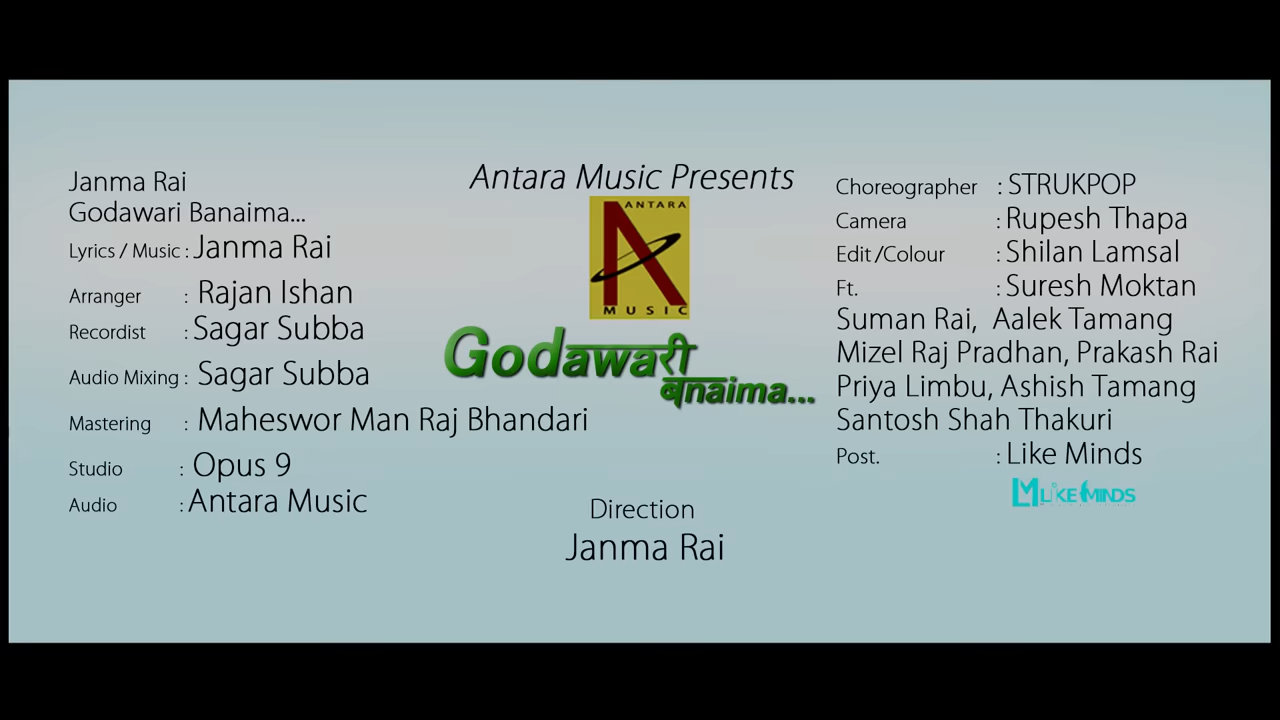 Janma Rai
Godawari Banaima...
Lyrics / Music : Janma Rai
Arranger : Rajan Ishan
Recordist : Sagar Subba
Audio Mixing : Sagar Subba
Mastering : Maheswor Man Raj Bhandari
Studio : Opus 9
Audio : Antara Music
Antara Music Presents
ANTARA
MUSIC
Godawaरी
बnaima...
Direction
Janma Rai
Choreographer : STRUKPOP
Camera : Rupesh Thapa
Edit/Colour : Shilan Lamsal
Ft. : Suresh Moktan
Suman Rai, Aalek Tamang
Mizel Raj Pradhan, Prakash Rai
Priya Limbu, Ashish Tamang
Santosh Shah Thakuri
Post. : Like Minds
LM LIKE MINDS